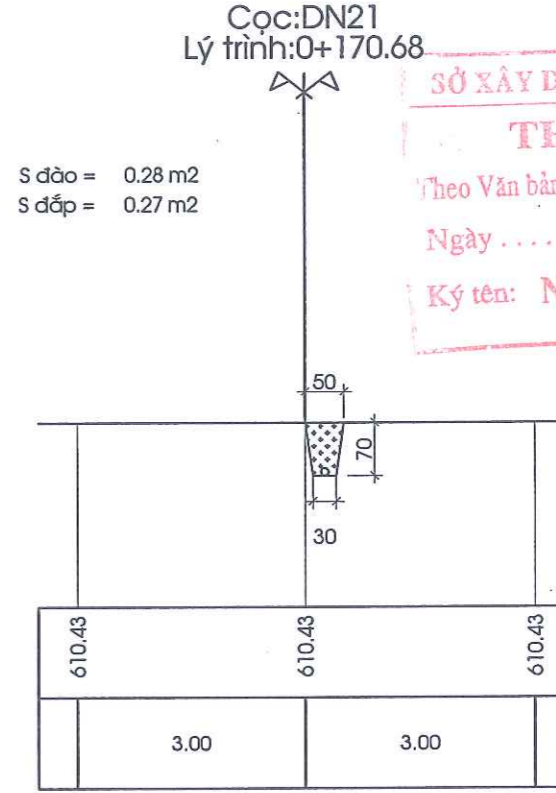 Cọc:DN21
Lý trình:0+170.68
SỞ XÂY
Theo Văn bản
Ngày . . . .
Ký tên:
S đào = 0.28 m2
S đắp = 0.27 m2
50
70
30
610.43 610.43 610.43
3.00 3.00